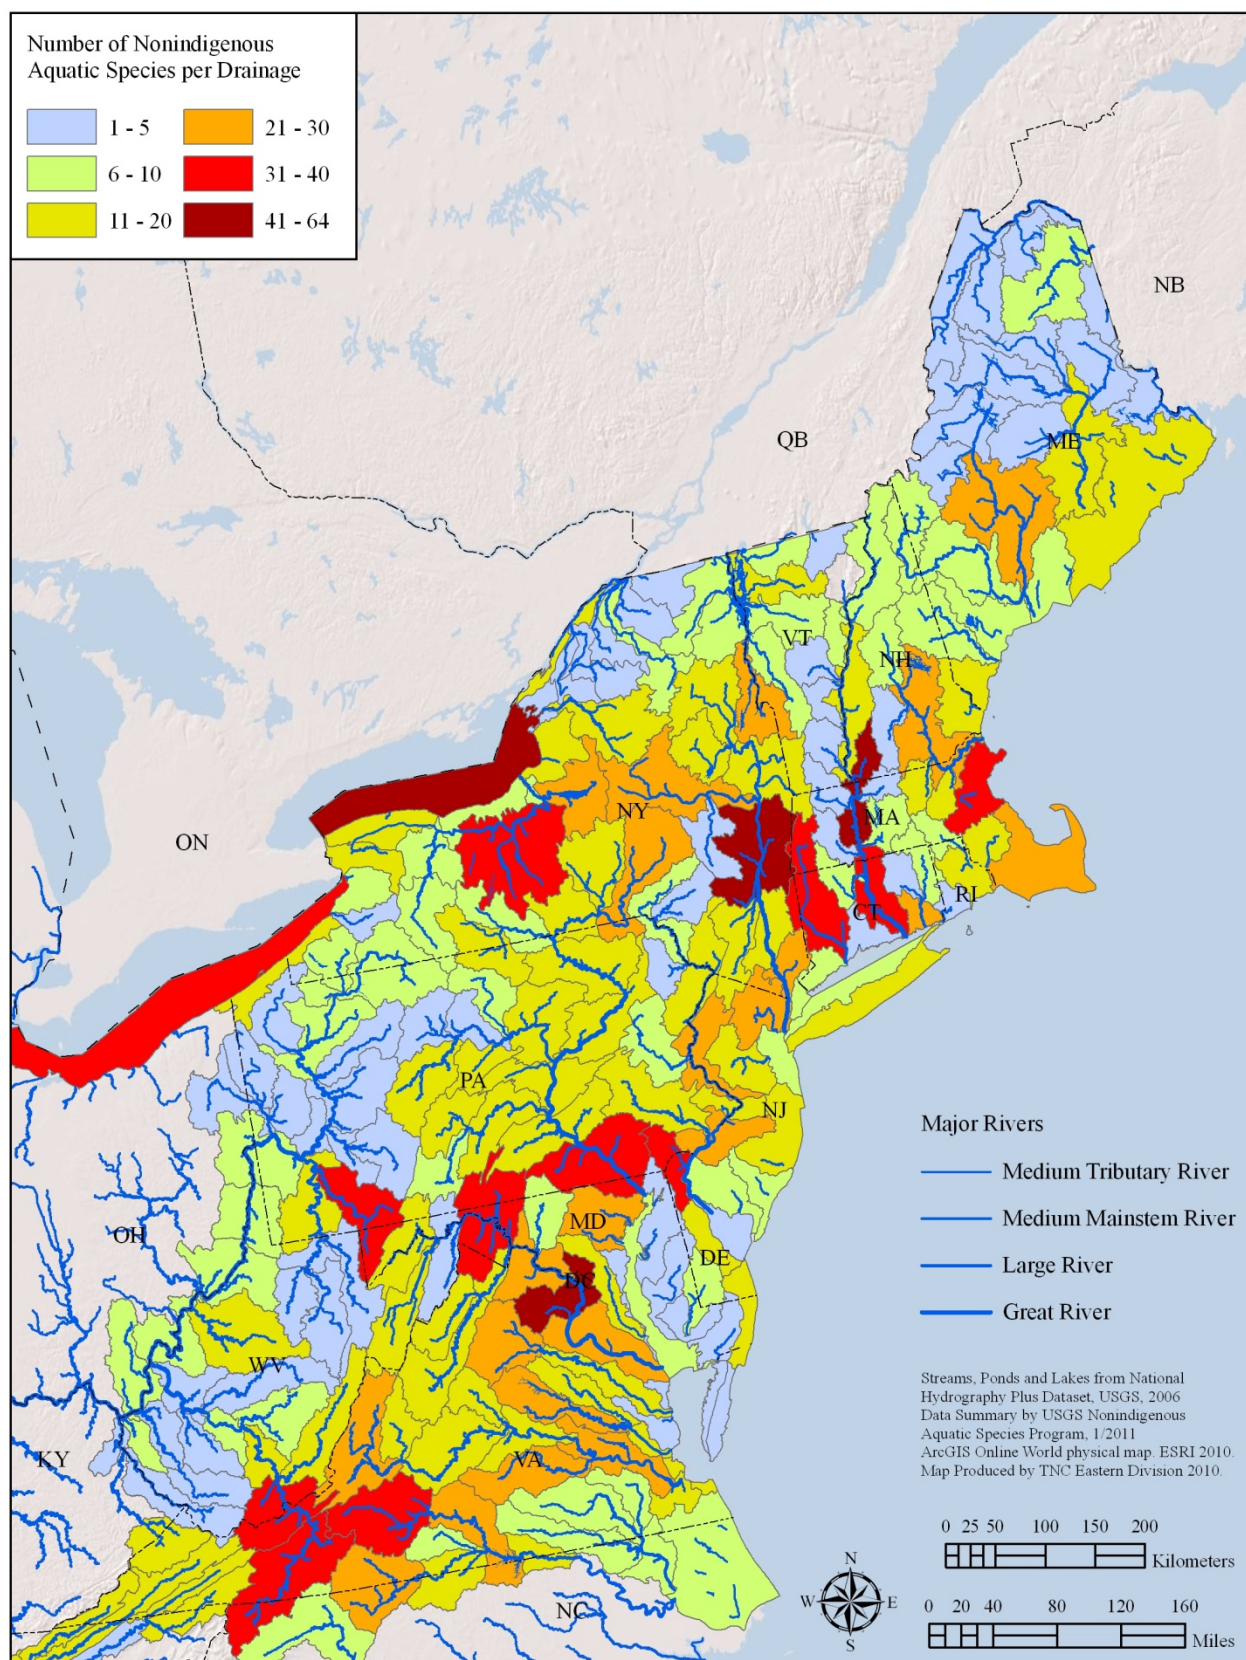 Number of Nonindigenous
Aquatic Species per Drainage
1 - 5
21 - 30
6 - 10
31 - 40
11 - 20
41 - 64
NB
QB
ME
VT
NH
ON
NY
MA
CT
RI
PA
NJ
OH
MD
DE
DC
WV
KY
VA
NC
Major Rivers
Medium Tributary River
Medium Mainstem River
Large River
Great River
Streams, Ponds and Lakes from National
Hydrography Plus Dataset, USGS, 2006
Data Summary by USGS Nonindigenous
Aquatic Species Program, 1/2011
ArcGIS Online World physical map. ESRI 2010.
Map Produced by TNC Eastern Division 2010.
0 25 50 100 150 200
Kilometers
N
W E
S
0 20 40 80 120 160
Miles